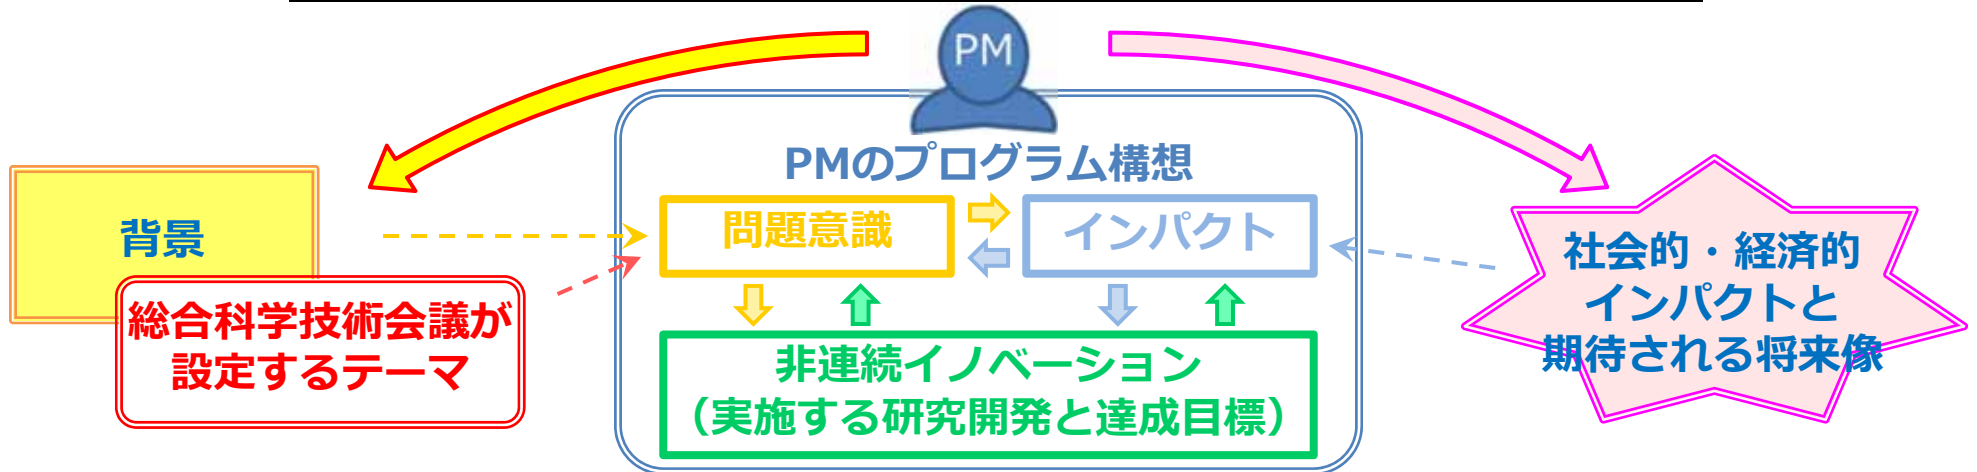 PM
PMのプログラム構想
背景
総合科学技術会議が
設定するテーマ
問題意識
インパクト
非連続イノベーション
（実施する研究開発と達成目標）
社会的・経済的
インパクトと
期待される将来像